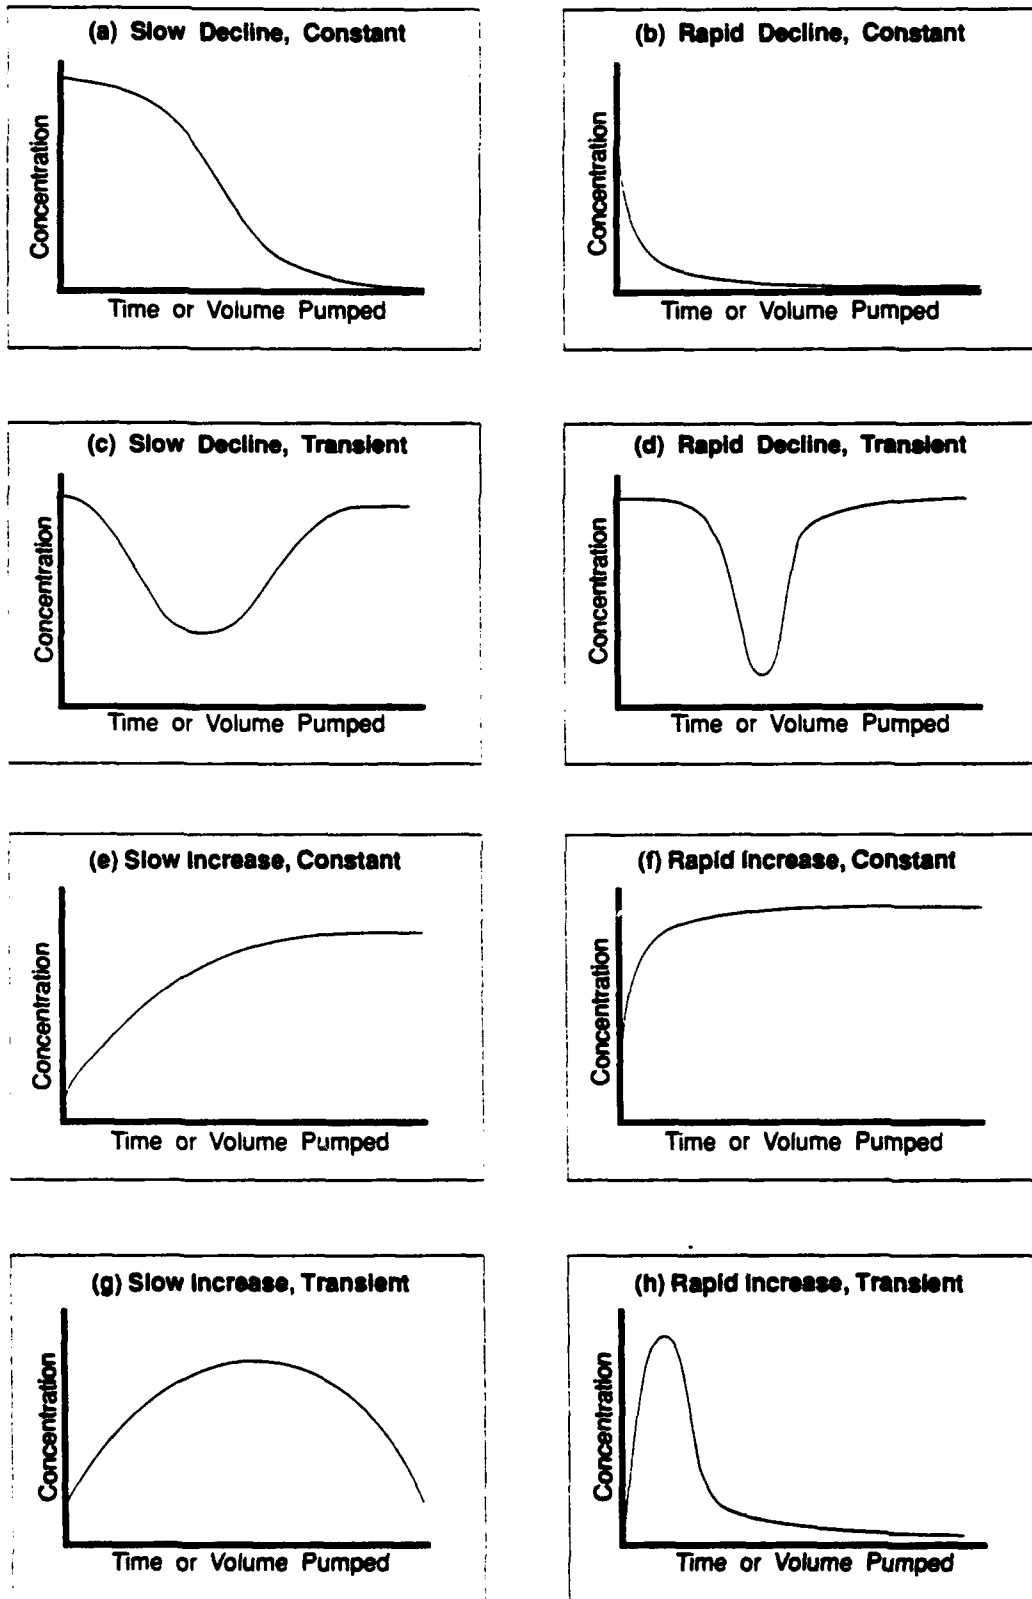 (a) Slow Decline, Constant
Concentration
Time or Volume Pumped
(b) Rapid Decline, Constant
Concentration
Time or Volume Pumped
(c) Slow Decline, Transient
Concentration
Time or Volume Pumped
(d) Rapid Decline, Transient
Concentration
Time or Volume Pumped
(e) Slow Increase, Constant
Concentration
Time or Volume Pumped
(f) Rapid Increase, Constant
Concentration
Time or Volume Pumped
(g) Slow Increase, Transient
Concentration
Time or Volume Pumped
(h) Rapid Increase, Transient
Concentration
Time or Volume Pumped